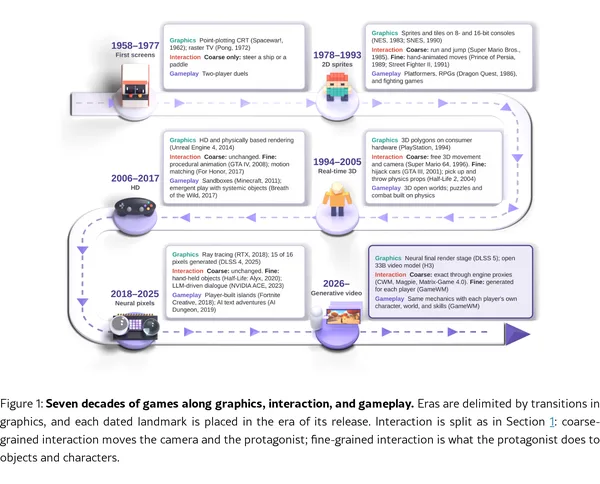 1958–1977
First screens
Graphics Point-plotting CRT (Spacewar!,
1962); raster TV (Pong, 1972)
Interaction Coarse only: steer a ship or a
paddle
Gameplay Two-player duels
1978–1993
2D sprites
Graphics Sprites and tiles on 8- and 16-bit consoles
(NES, 1983; SNES, 1990)
Interaction Coarse: run and jump (Super Mario Bros.,
1985). Fine: hand-animated moves (Prince of Persia,
1989; Street Fighter II, 1991)
Gameplay Platformers, RPGs (Dragon Quest, 1986),
and fighting games
2006–2017
HD
Graphics HD and physically based rendering
(Unreal Engine 4, 2014)
Interaction Coarse: unchanged. Fine:
procedural animation (GTA IV, 2008); motion
matching (For Honor, 2017)
Gameplay Sandboxes (Minecraft, 2011);
emergent play with systemic objects (Breath
of the Wild, 2017)
1994–2005
Real-time 3D
Graphics 3D polygons on consumer
hardware (PlayStation, 1994)
Interaction Coarse: free 3D movement
and camera (Super Mario 64, 1996). Fine:
hijack cars (GTA III, 2001); pick up and
throw physics props (Half-Life 2, 2004)
Gameplay 3D open worlds; puzzles and
combat built on physics
2018–2025
Neural pixels
Graphics Ray tracing (RTX, 2018); 15 of 16
pixels generated (DLSS 4, 2025)
Interaction Coarse: unchanged. Fine:
hand-held objects (Half-Life: Alyx, 2020);
LLM-driven dialogue (NVIDIA ACE, 2023)
Gameplay Player-built islands (Fortnite
Creative, 2018); AI text adventures (AI
Dungeon, 2019)
2026–
Generative video
Graphics Neural final render stage (DLSS 5); open
33B video model (H3)
Interaction Coarse: exact through engine proxies
(CWM, Magpie, Matrix-Game 4.0). Fine: generated
for each player (GameWM)
Gameplay Same mechanics with each player's own
character, world, and skills (GameWM)
Figure 1: Seven decades of games along graphics, interaction, and gameplay. Eras are delimited by transitions in
graphics, and each dated landmark is placed in the era of its release. Interaction is split as in Section 1: coarse-
grained interaction moves the camera and the protagonist; fine-grained interaction is what the protagonist does to
objects and characters.